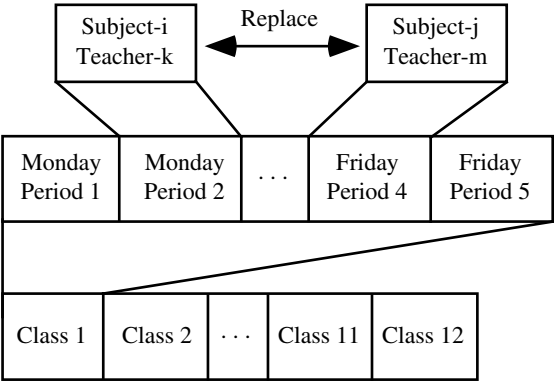 Subject-i
Teacher-k
Replace
Subject-j
Teacher-m
Monday
Period 1
Monday
Period 2
. . .
Friday
Period 4
Friday
Period 5
Class 1
Class 2
. . .
Class 11
Class 12